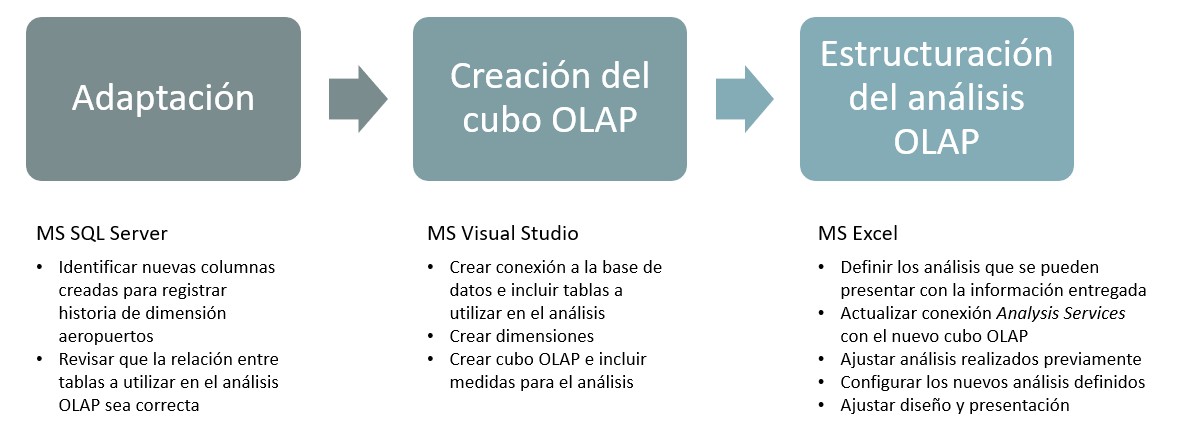 Adaptación
Creación del
cubo OLAP
Estructuración
del análisis
OLAP
MS SQL Server
• Identificar nuevas columnas
creadas para registrar
historia de dimensión
aeropuertos
• Revisar que la relación entre
tablas a utilizar en el análisis
OLAP sea correcta
MS Visual Studio
• Crear conexión a la base de
datos e incluir tablas a
utilizar en el análisis
• Crear dimensiones
• Crear cubo OLAP e incluir
medidas para el análisis
MS Excel
• Definir los análisis que se pueden
presentar con la información entregada
• Actualizar conexión Analysis Services
con el nuevo cubo OLAP
• Ajustar análisis realizados previamente
• Configurar los nuevos análisis definidos
• Ajustar diseño y presentación